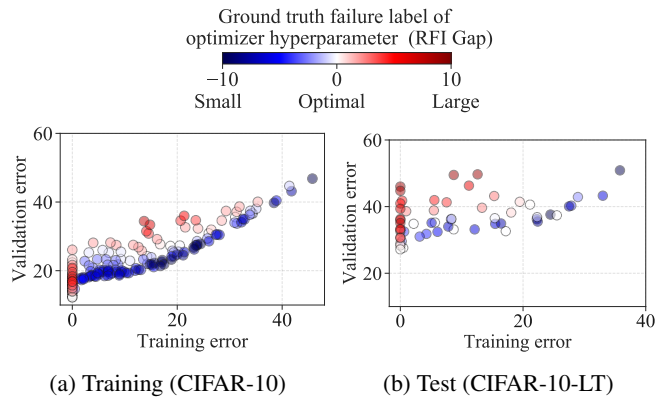 Ground truth failure label of
optimizer hyperparameter (RFI Gap)
−10 0 10
Small Optimal Large
60
40
20
Validation error
0 20 40
Training error
(a) Training (CIFAR-10)
60
40
20
Validation error
0 20 40
Training error
(b) Test (CIFAR-10-LT)